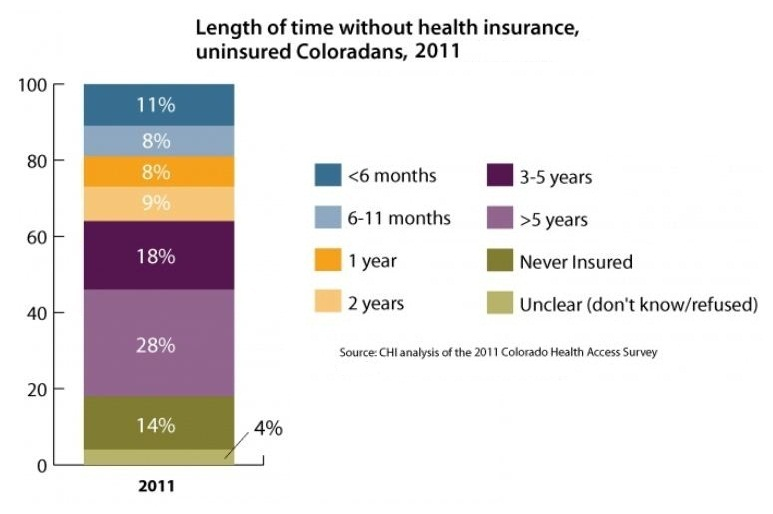 Length of time without health insurance,
uninsured Coloradans, 2011
100
80
60
40
20
0
11%
8%
8%
9%
18%
28%
14%
4%
2011
<6 months
6-11 months
1 year
2 years
3-5 years
>5 years
Never Insured
Unclear (don't know/refused)
Source: CHI analysis of the 2011 Colorado Health Access Survey